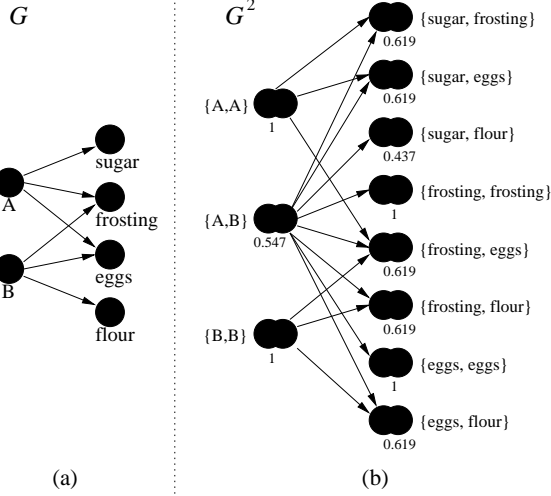 G
A
B
sugar
frosting
eggs
flour
(a)
G²
{A,A}
1
{A,B}
0.547
{B,B}
1
{sugar, frosting}
0.619
{sugar, eggs}
0.619
{sugar, flour}
0.437
{frosting, frosting}
1
{frosting, eggs}
0.619
{frosting, flour}
0.619
{eggs, eggs}
1
{eggs, flour}
0.619
(b)